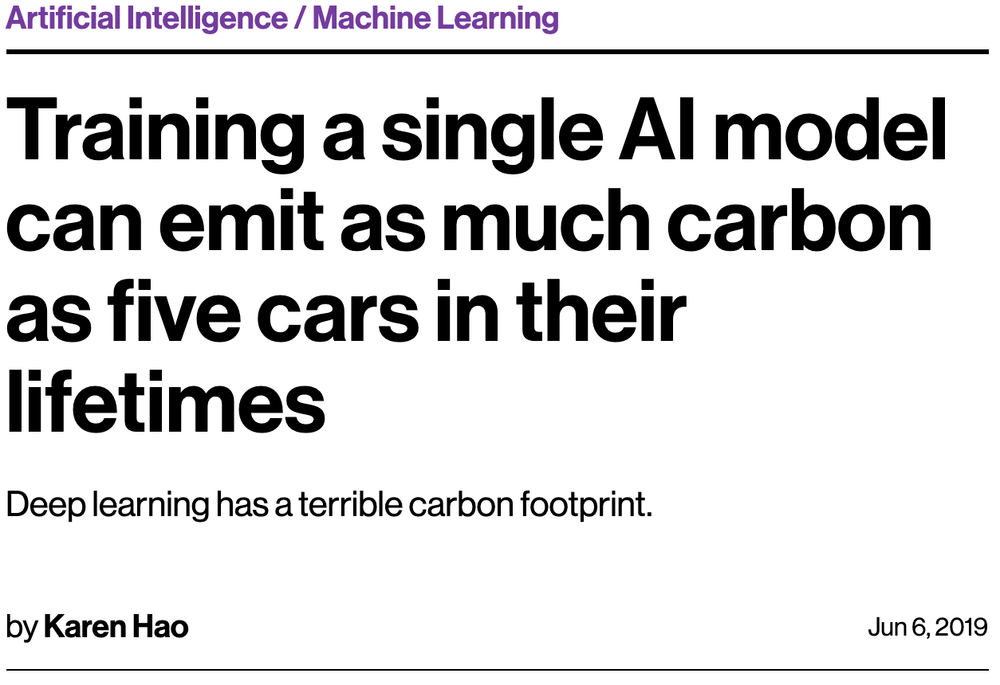 Artificial Intelligence / Machine Learning
Training a single AI model
can emit as much carbon
as five cars in their
lifetimes
Deep learning has a terrible carbon footprint.
by Karen Hao
Jun 6, 2019